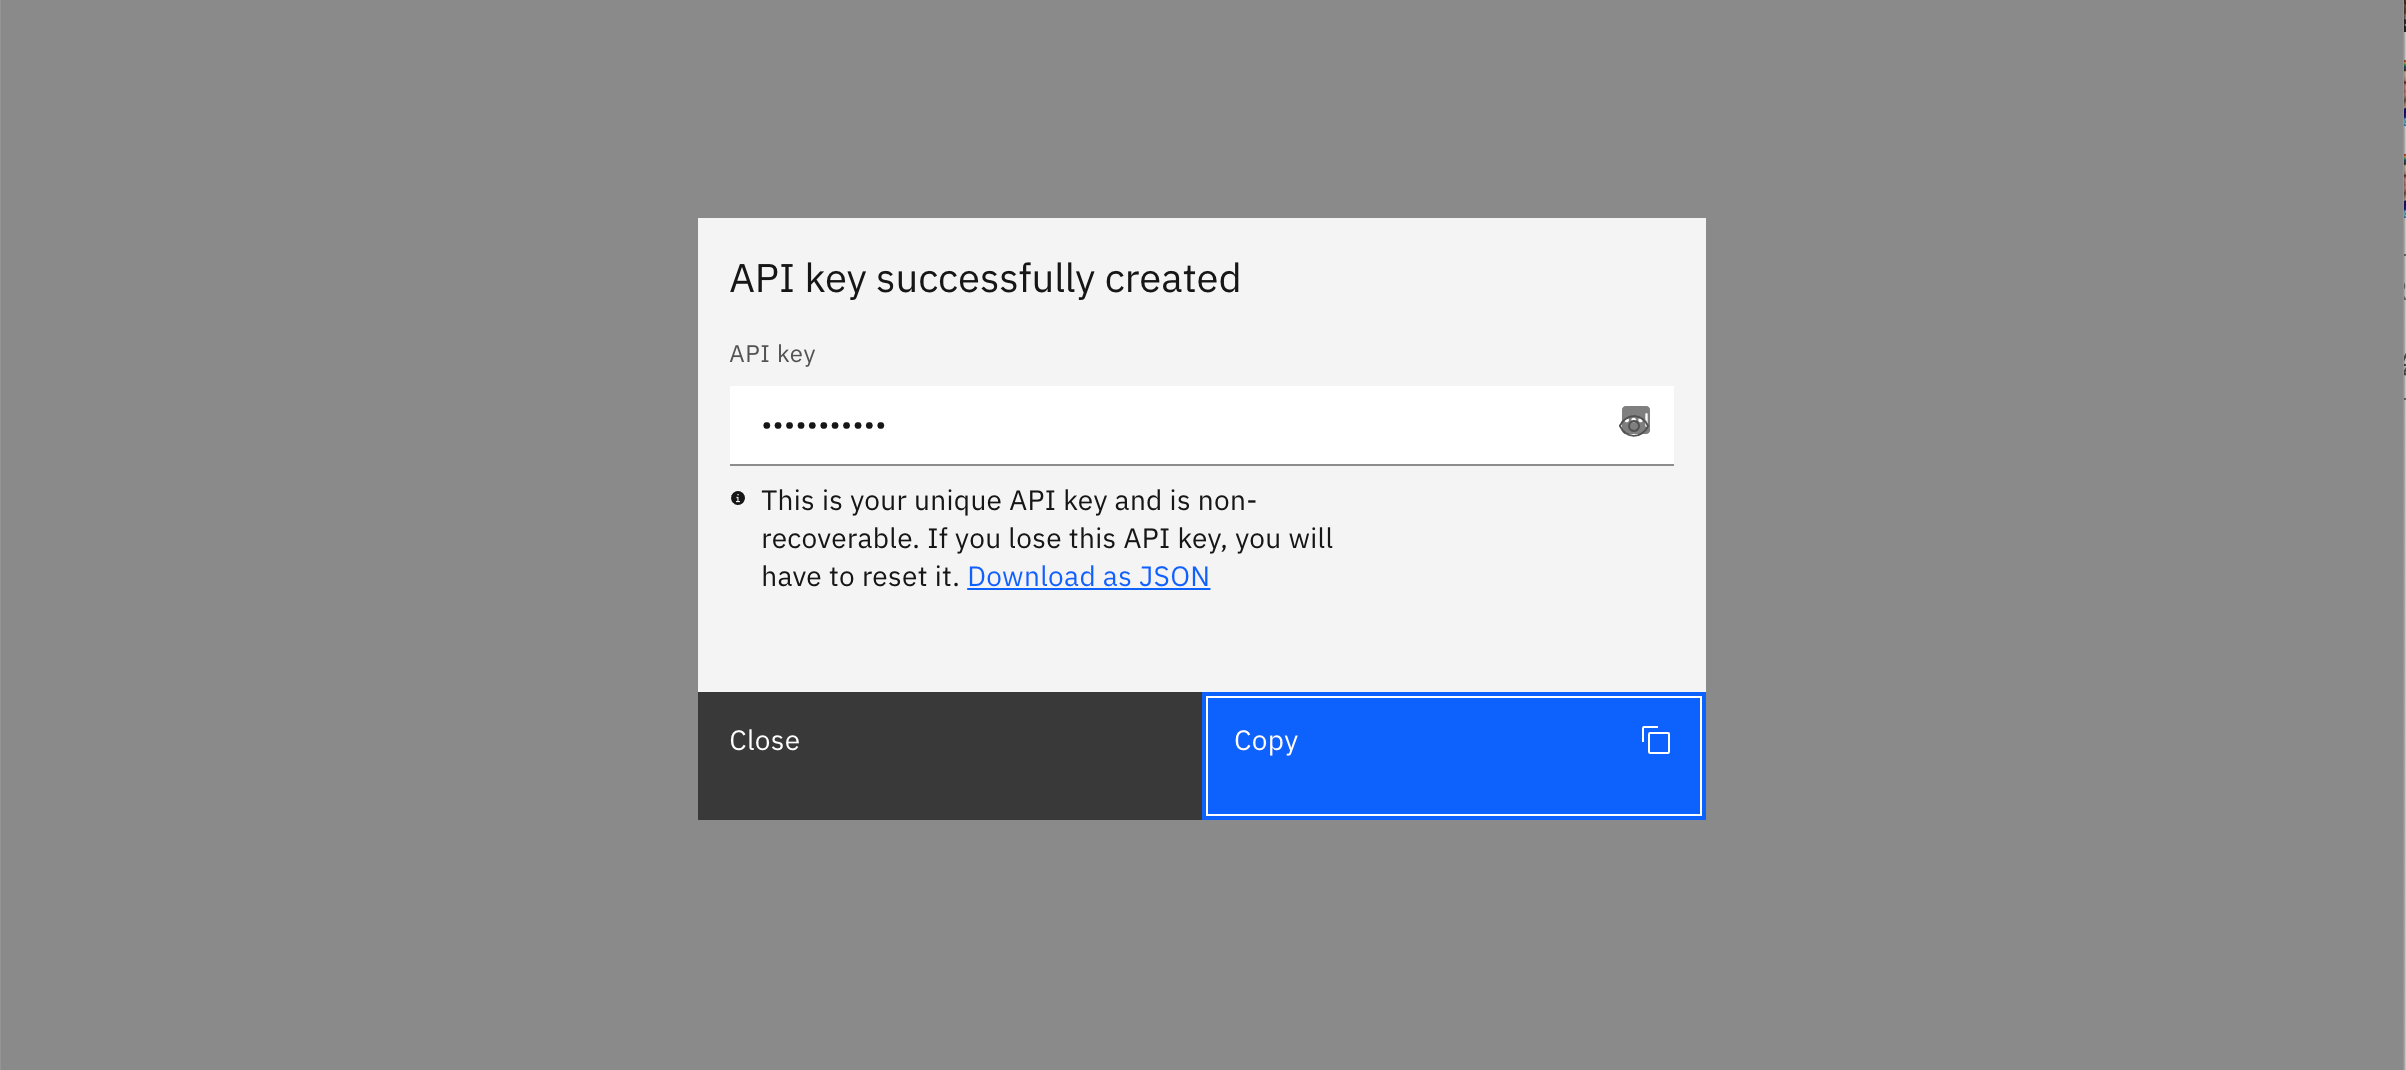 API key successfully created
API key
•••••••••••
This is your unique API key and is non-
recoverable. If you lose this API key, you will
have to reset it. Download as JSON
Close
Copy